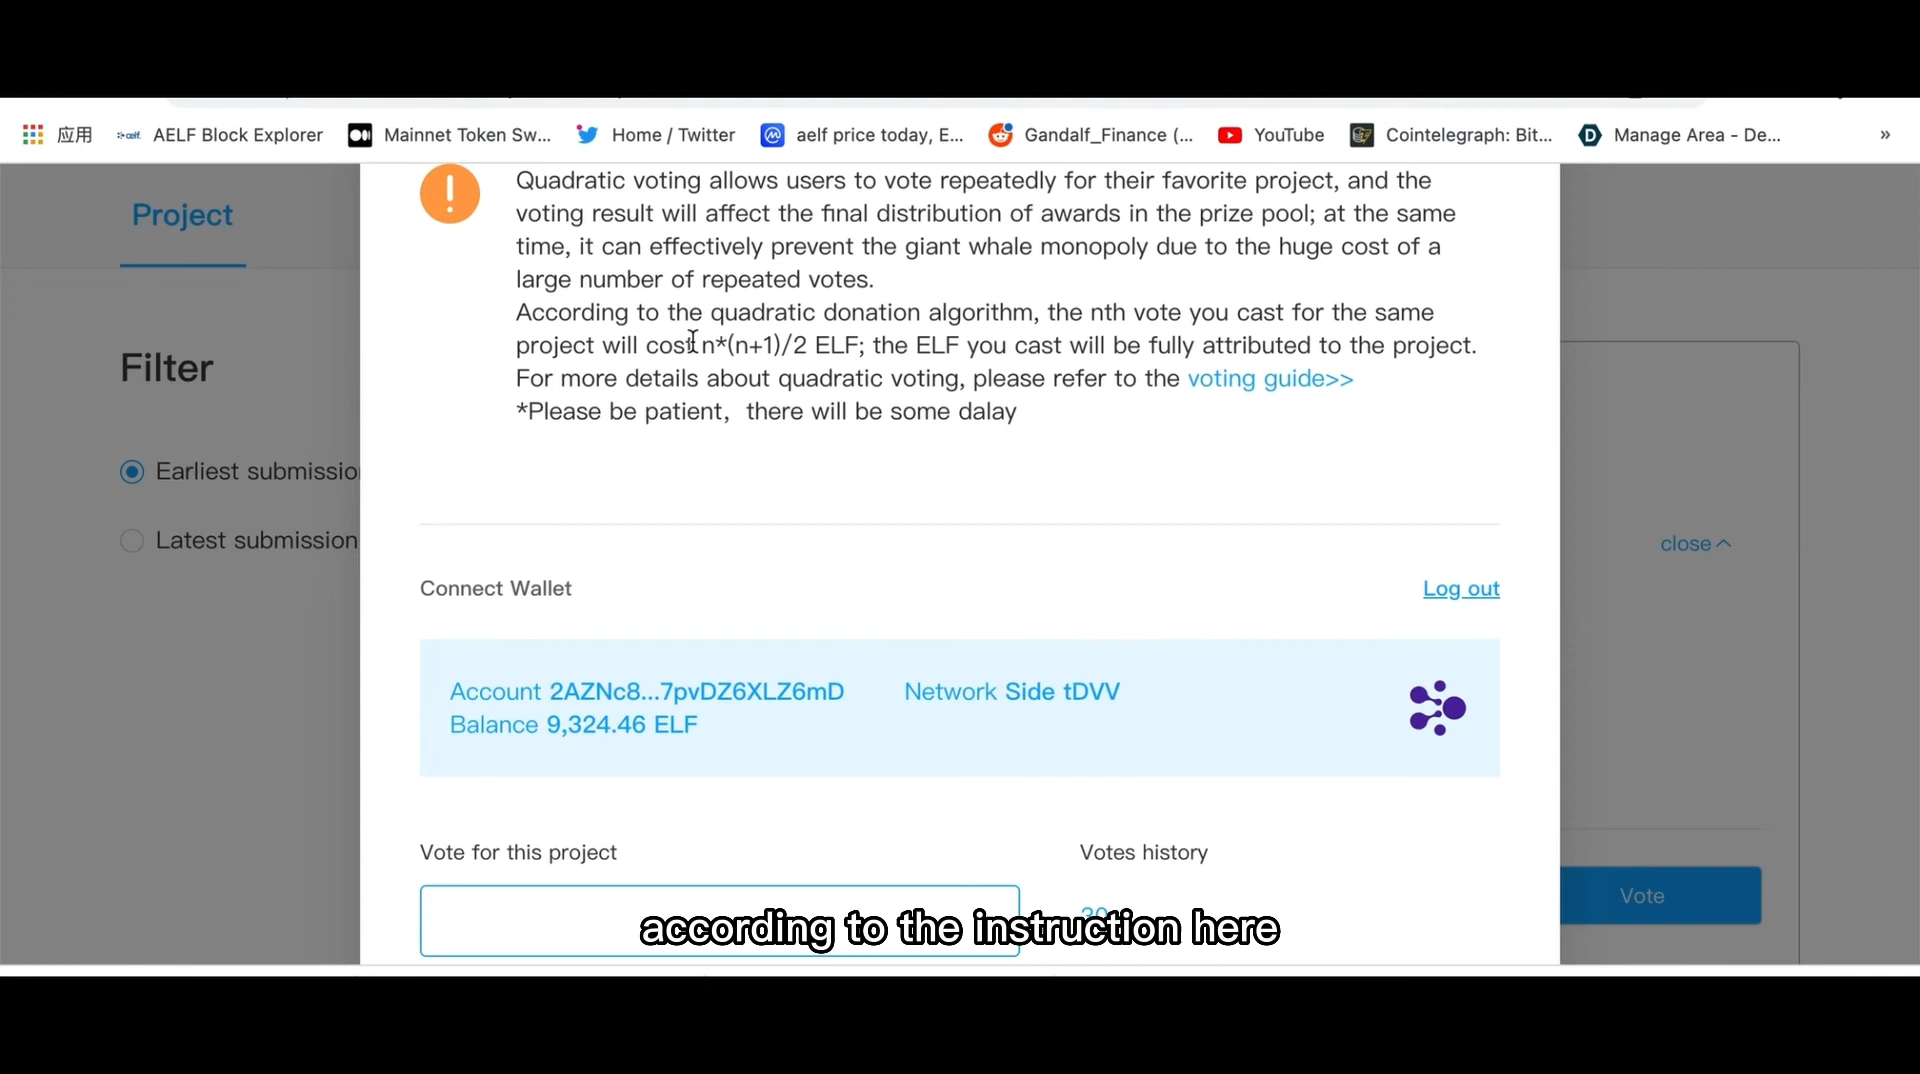 应用 aelf. AELF Block Explorer Mainnet Token Sw... Home / Twitter aelf price today, E... Gandalf_Finance (... YouTube Cointelegraph: Bit... Manage Area - De... »
Project
Quadratic voting allows users to vote repeatedly for their favorite project, and the
voting result will affect the final distribution of awards in the prize pool; at the same
time, it can effectively prevent the giant whale monopoly due to the huge cost of a
large number of repeated votes.
According to the quadratic donation algorithm, the nth vote you cast for the same
project will cost n*(n+1)/2 ELF; the ELF you cast will be fully attributed to the project.
For more details about quadratic voting, please refer to the voting guide>>
*Please be patient，there will be some dalay
Filter
Earliest submissio
Latest submission
close
Connect Wallet Log out
Account 2AZNc8...7pvDZ6XLZ6mD Network Side tDVV
Balance 9,324.46 ELF
Vote for this project Votes history
Vote
according to the instruction here